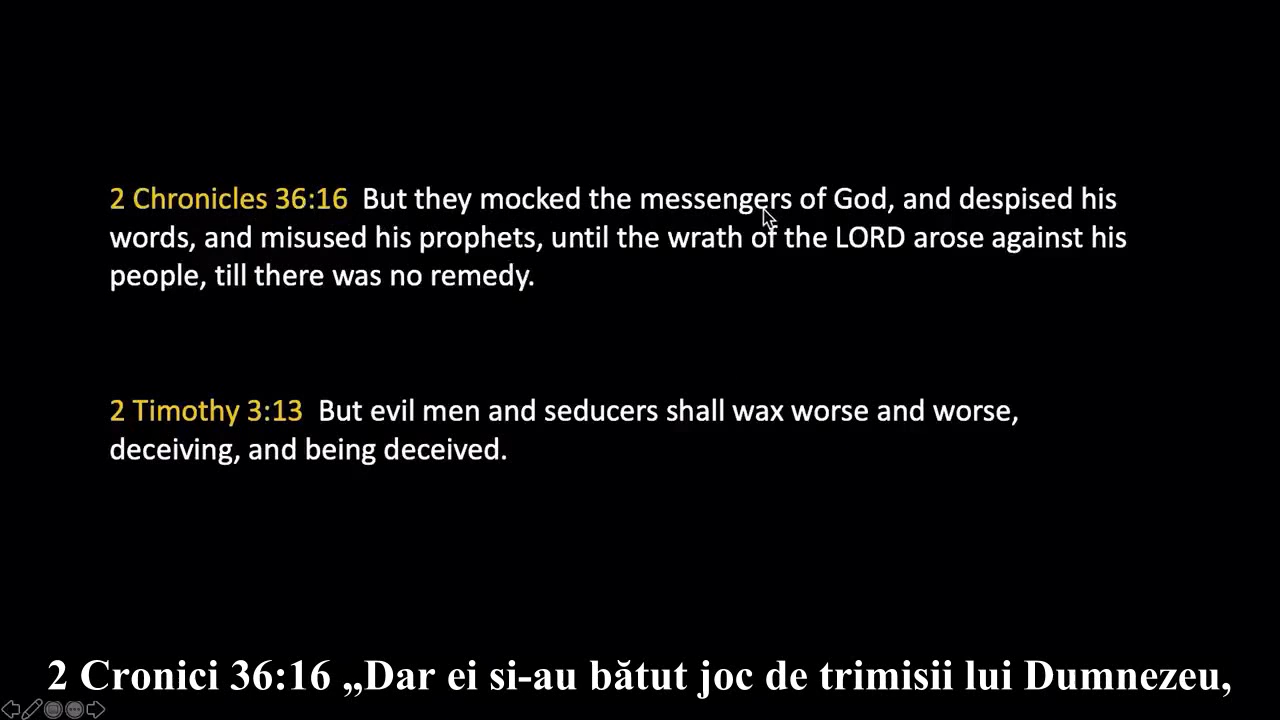 2 Chronicles 36:16 But they mocked the messengers of God, and despised his
words, and misused his prophets, until the wrath of the LORD arose against his
people, till there was no remedy.
2 Timothy 3:13 But evil men and seducers shall wax worse and worse,
deceiving, and being deceived.
2 Cronici 36:16 „Dar ei si-au bătut joc de trimisii lui Dumnezeu,